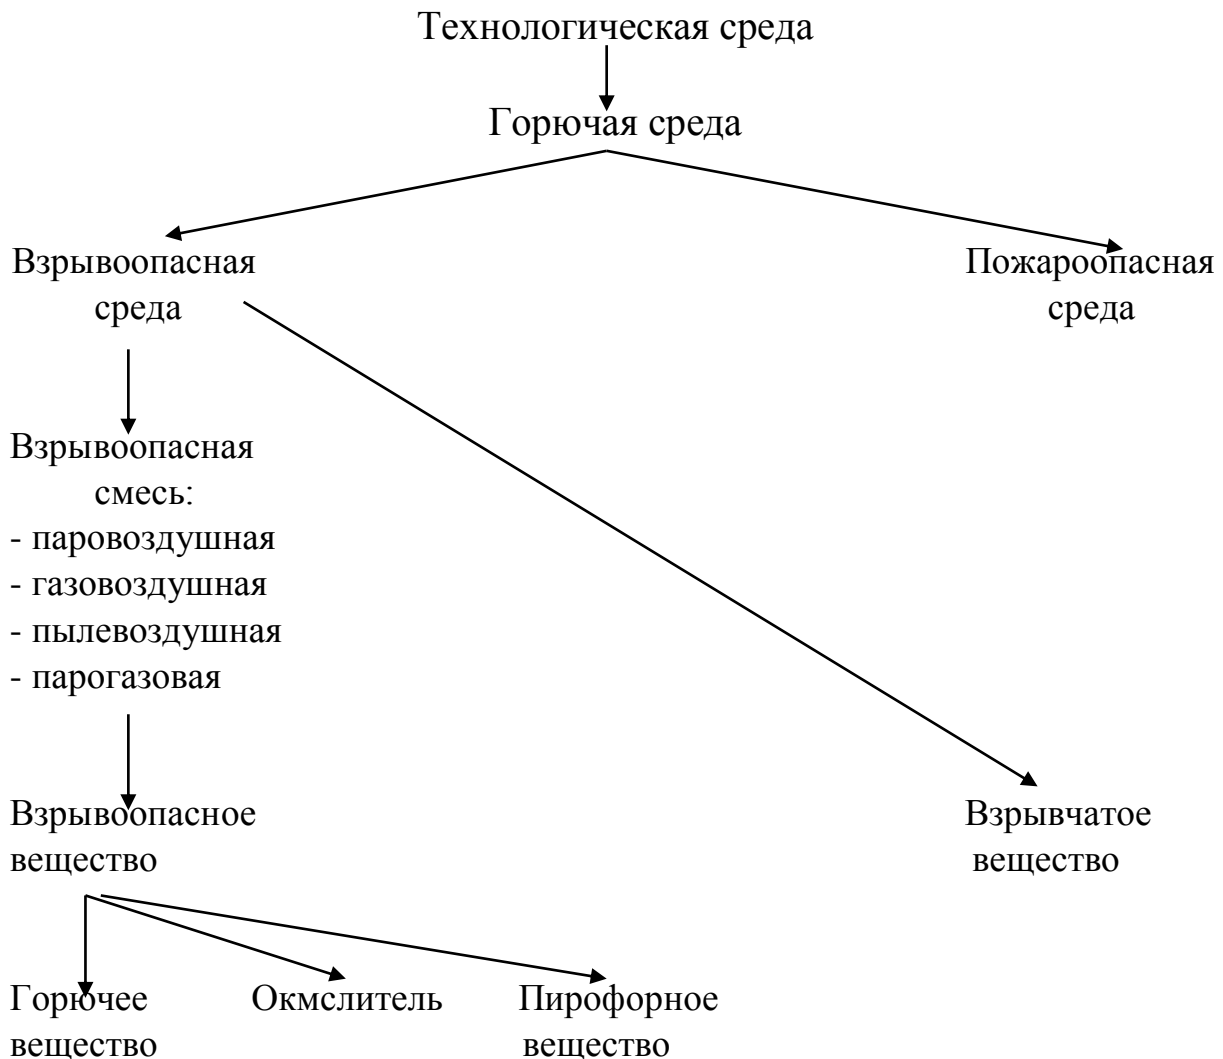 Технологическая среда
Горючая среда
Взрывоопасная
среда
Пожароопасная
среда
Взрывоопасная
смесь:
- паровоздушная
- газовоздушная
- пылевоздушная
- парогазовая
Взрывоопасное
вещество
Взрывчатое
вещество
Горючее
вещество
Окмслитель
Пирофорное
вещество